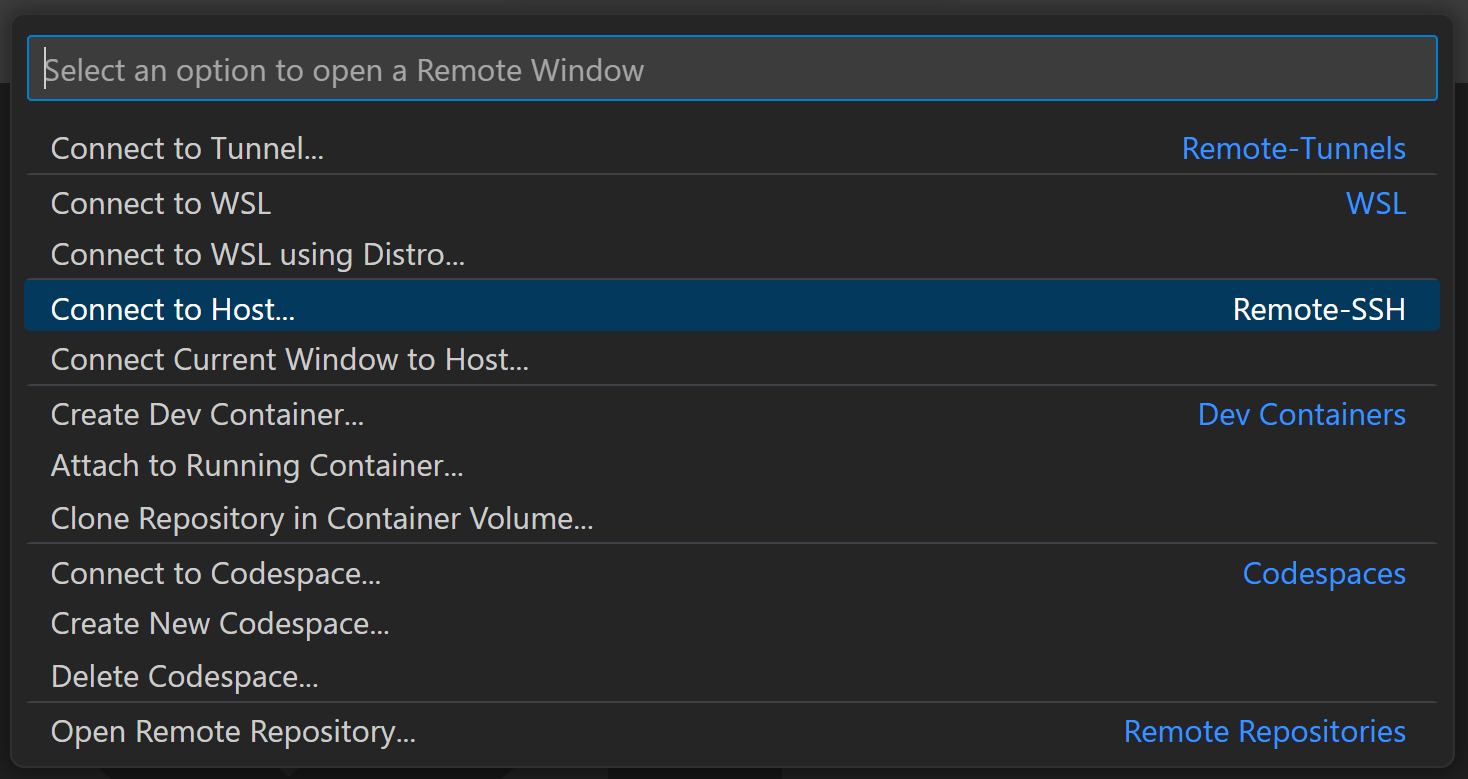 Select an option to open a Remote Window
Connect to Tunnel... Remote-Tunnels
Connect to WSL WSL
Connect to WSL using Distro...
Connect to Host... Remote-SSH
Connect Current Window to Host...
Create Dev Container... Dev Containers
Attach to Running Container...
Clone Repository in Container Volume...
Connect to Codespace... Codespaces
Create New Codespace...
Delete Codespace...
Open Remote Repository... Remote Repositories